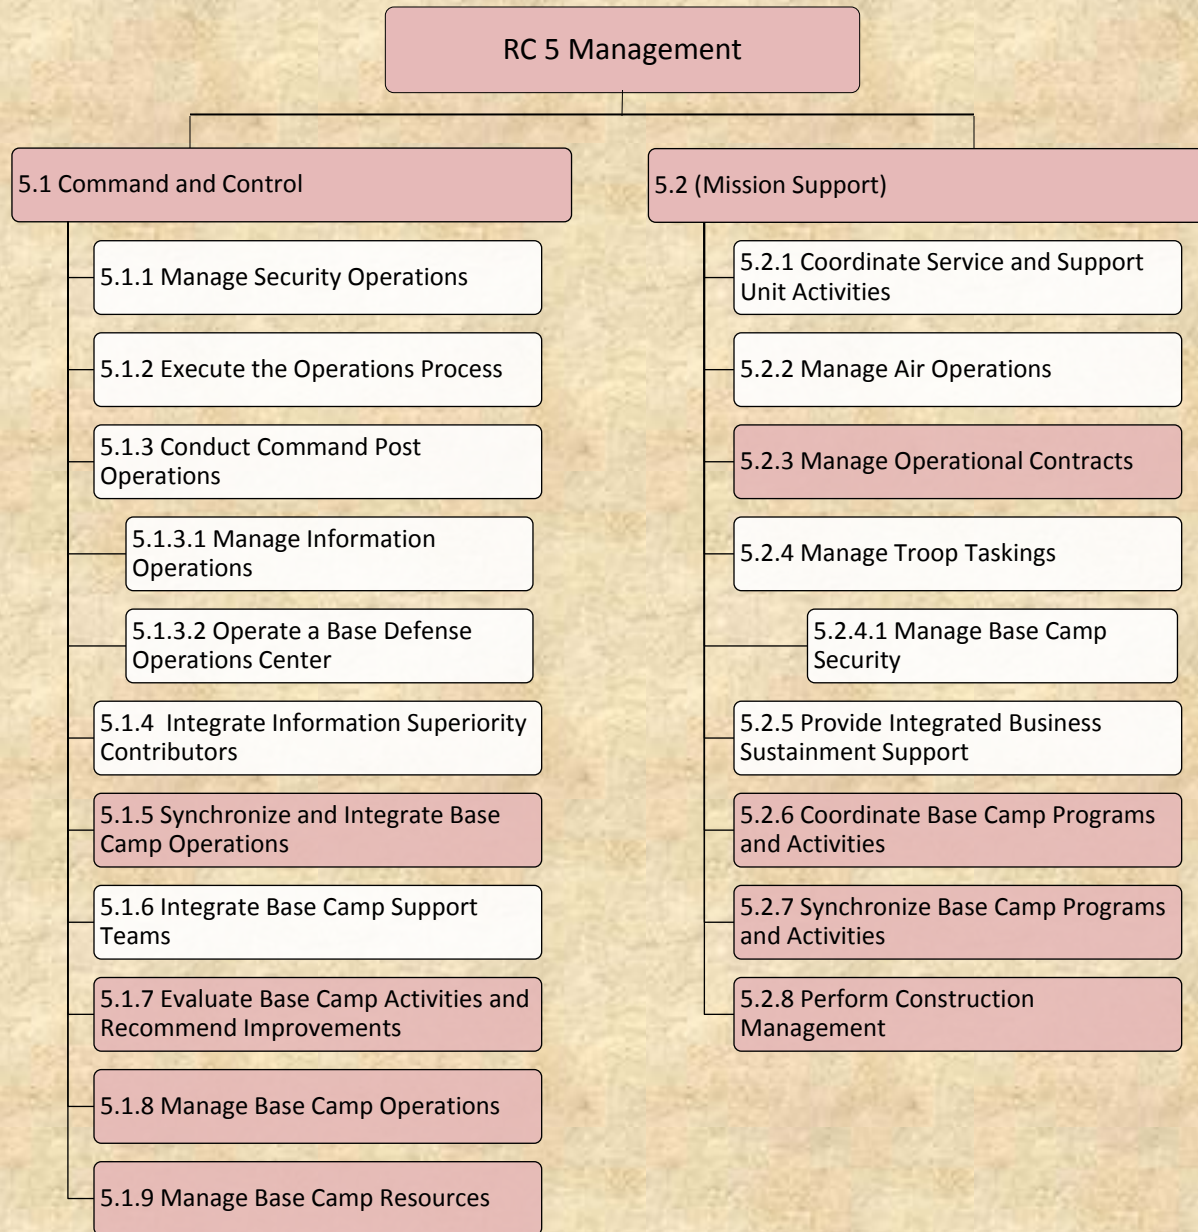 RC 5 Management
5.1 Command and Control
5.1.1 Manage Security Operations
5.1.2 Execute the Operations Process
5.1.3 Conduct Command Post
Operations
5.1.3.1 Manage Information
Operations
5.1.3.2 Operate a Base Defense
Operations Center
5.1.4  Integrate Information Superiority
Contributors
5.1.5 Synchronize and Integrate Base
Camp Operations
5.1.6 Integrate Base Camp Support
Teams
5.1.7 Evaluate Base Camp Activities and
Recommend Improvements
5.1.8 Manage Base Camp Operations
5.1.9 Manage Base Camp Resources
5.2 (Mission Support)
5.2.1 Coordinate Service and Support
Unit Activities
5.2.2 Manage Air Operations
5.2.3 Manage Operational Contracts
5.2.4 Manage Troop Taskings
5.2.4.1 Manage Base Camp
Security
5.2.5 Provide Integrated Business
Sustainment Support
5.2.6 Coordinate Base Camp Programs
and Activities
5.2.7 Synchronize Base Camp Programs
and Activities
5.2.8 Perform Construction
Management